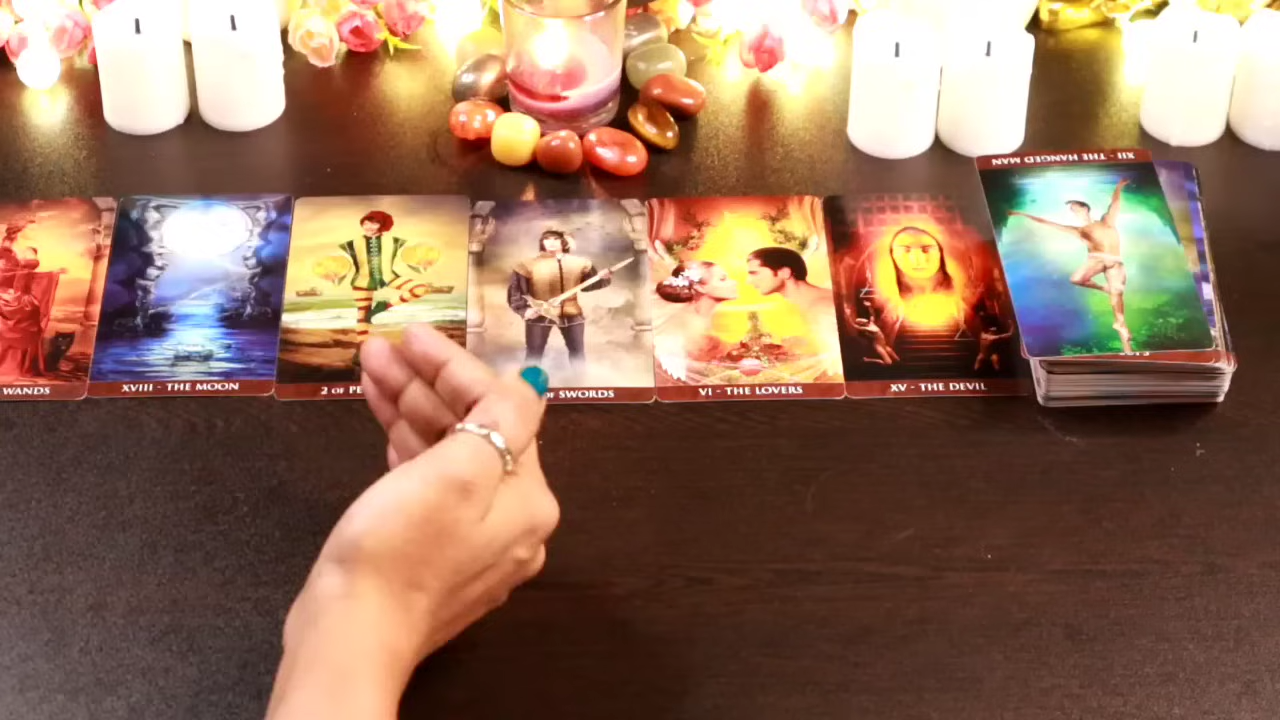 WANDS
XVIII - THE MOON
2 OF PE
OF SWORDS
VI - THE LOVERS
XV - THE DEVIL
XII - THE HANGED MAN